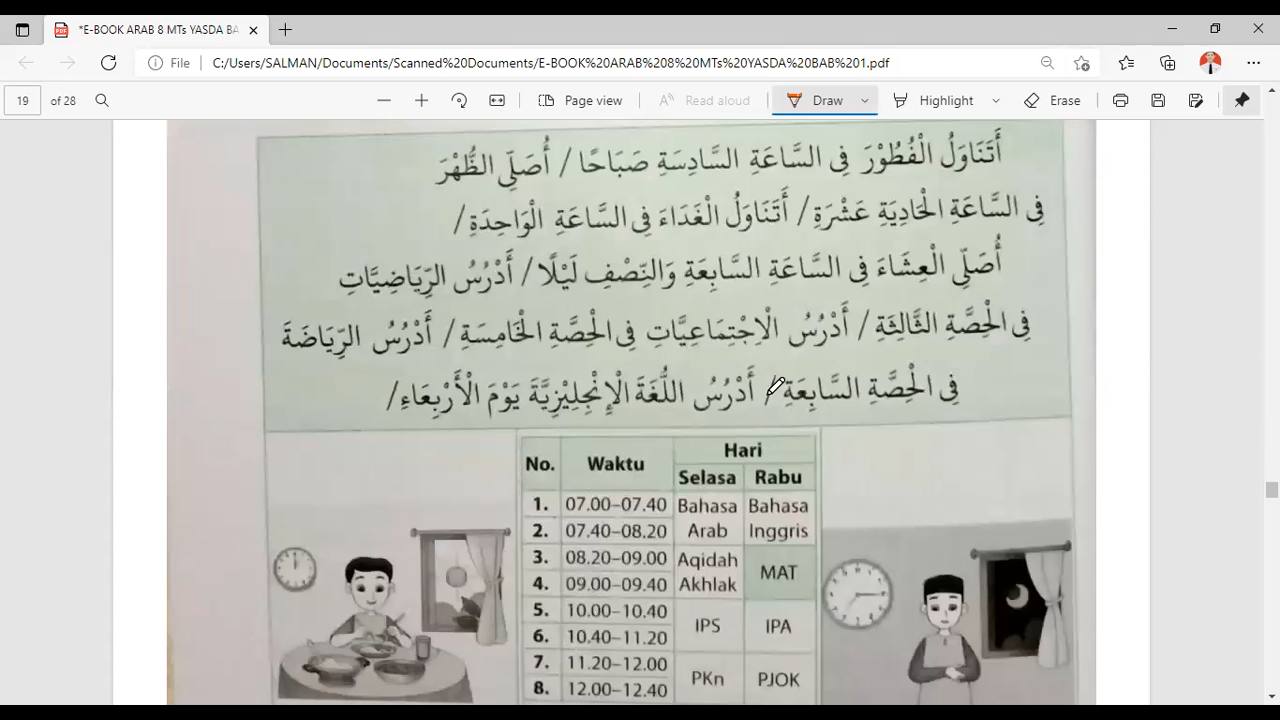 *E-BOOK ARAB 8 MTs YASDA BA
File C:/Users/SALMAN/Documents/Scanned%20Documents/E-BOOK%20ARAB%208%20MTs%20YASDA%20BAB%201.pdf
19 of 28 Page view Read aloud Draw Highlight Erase
أَتَنَاوَلُ الْفُطُوْرَ فِى السَّاعَةِ السَّادِسَةِ صَبَاحًا / أُصَلِّى الظُّهْرَ
فِى السَّاعَةِ الْحَادِيَةِ عَشْرَةِ / أَتَنَاوَلُ الْغَدَاءَ فِى السَّاعَةِ الْوَاحِدَةِ /
أُصَلِّى الْعِشَاءَ فِى السَّاعَةِ السَّابِعَةِ وَالنِّصْفِ لَيْلًا / أَدْرُسُ الرِّيَاضِيَّاتِ
فِى الْحِصَّةِ الثَّالِثَةِ / أَدْرُسُ الْاِجْتِمَاعِيَّاتِ فِى الْحِصَّةِ الْخَامِسَةِ / أَدْرُسُ الرِّيَاضَةَ
فِى الْحِصَّةِ السَّابِعَةِ / أَدْرُسُ اللُّغَةَ الْإِنْجِلِيْزِيَّةَ يَوْمَ الْأَرْبِعَاءِ /
No. Waktu Hari
Selasa Rabu
1. 07.00–07.40 Bahasa Bahasa
2. 07.40–08.20 Arab Inggris
3. 08.20–09.00 Aqidah MAT
4. 09.00–09.40 Akhlak
5. 10.00–10.40 IPS IPA
6. 10.40–11.20
7. 11.20–12.00 PKn PJOK
8. 12.00–12.40